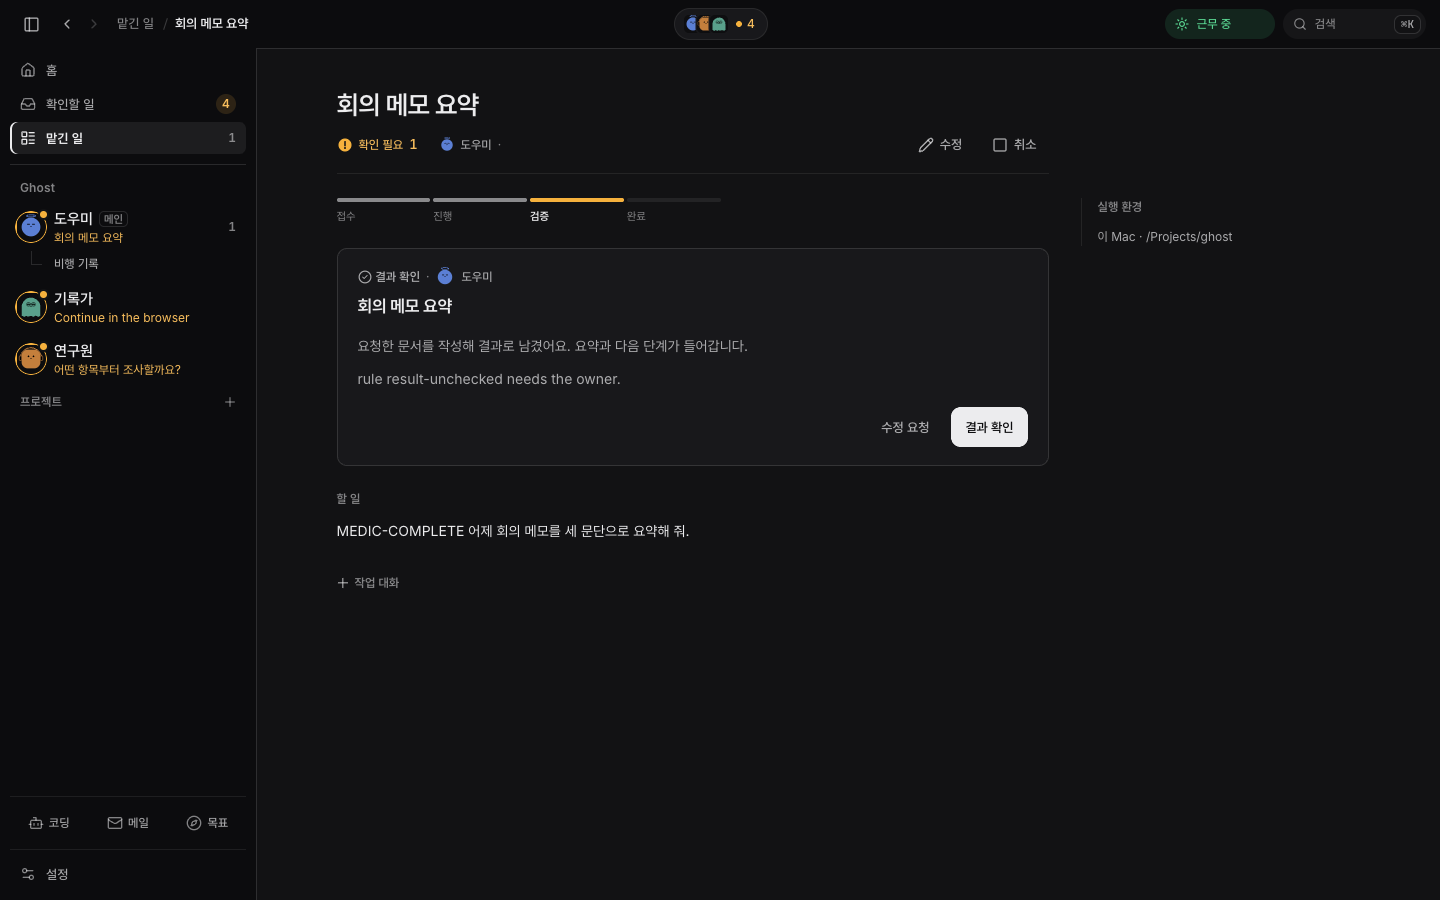 맡긴 일 / 회의 메모 요약
4
근무 중
검색
⌘K
홈
확인할 일
4
맡긴 일
1
Ghost
도우미
메인
회의 메모 요약
1
비행 기록
기록가
Continue in the browser
연구원
어떤 항목부터 조사할까요?
프로젝트
코딩
메일
목표
설정
회의 메모 요약
확인 필요 1
도우미 ·
수정
취소
접수
진행
검증
완료
결과 확인 · 도우미
회의 메모 요약
요청한 문서를 작성해 결과로 남겼어요. 요약과 다음 단계가 들어갑니다.
rule result-unchecked needs the owner.
수정 요청
결과 확인
할 일
MEDIC-COMPLETE 어제 회의 메모를 세 문단으로 요약해 줘.
작업 대화
실행 환경
이 Mac · /Projects/ghost